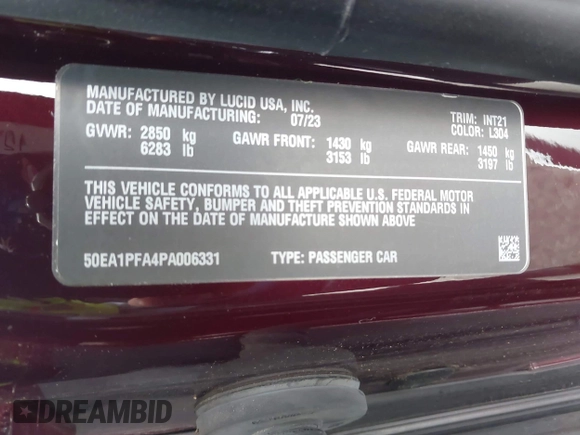 MANUFACTURED BY LUCID USA, INC.
DATE OF MANUFACTURING: 07/23
TRIM: INT21
COLOR: L304
GVWR: 2850 kg
6283 lb
GAWR FRONT: 1430 kg
3153 lb
GAWR REAR: 1450 kg
3197 lb
THIS VEHICLE CONFORMS TO ALL APPLICABLE U.S. FEDERAL MOTOR
VEHICLE SAFETY, BUMPER AND THEFT PREVENTION STANDARDS IN
EFFECT ON THE DATE OF MANUFACTURE SHOWN ABOVE
50EA1PFA4PA006331
TYPE: PASSENGER CAR
DREAMBID